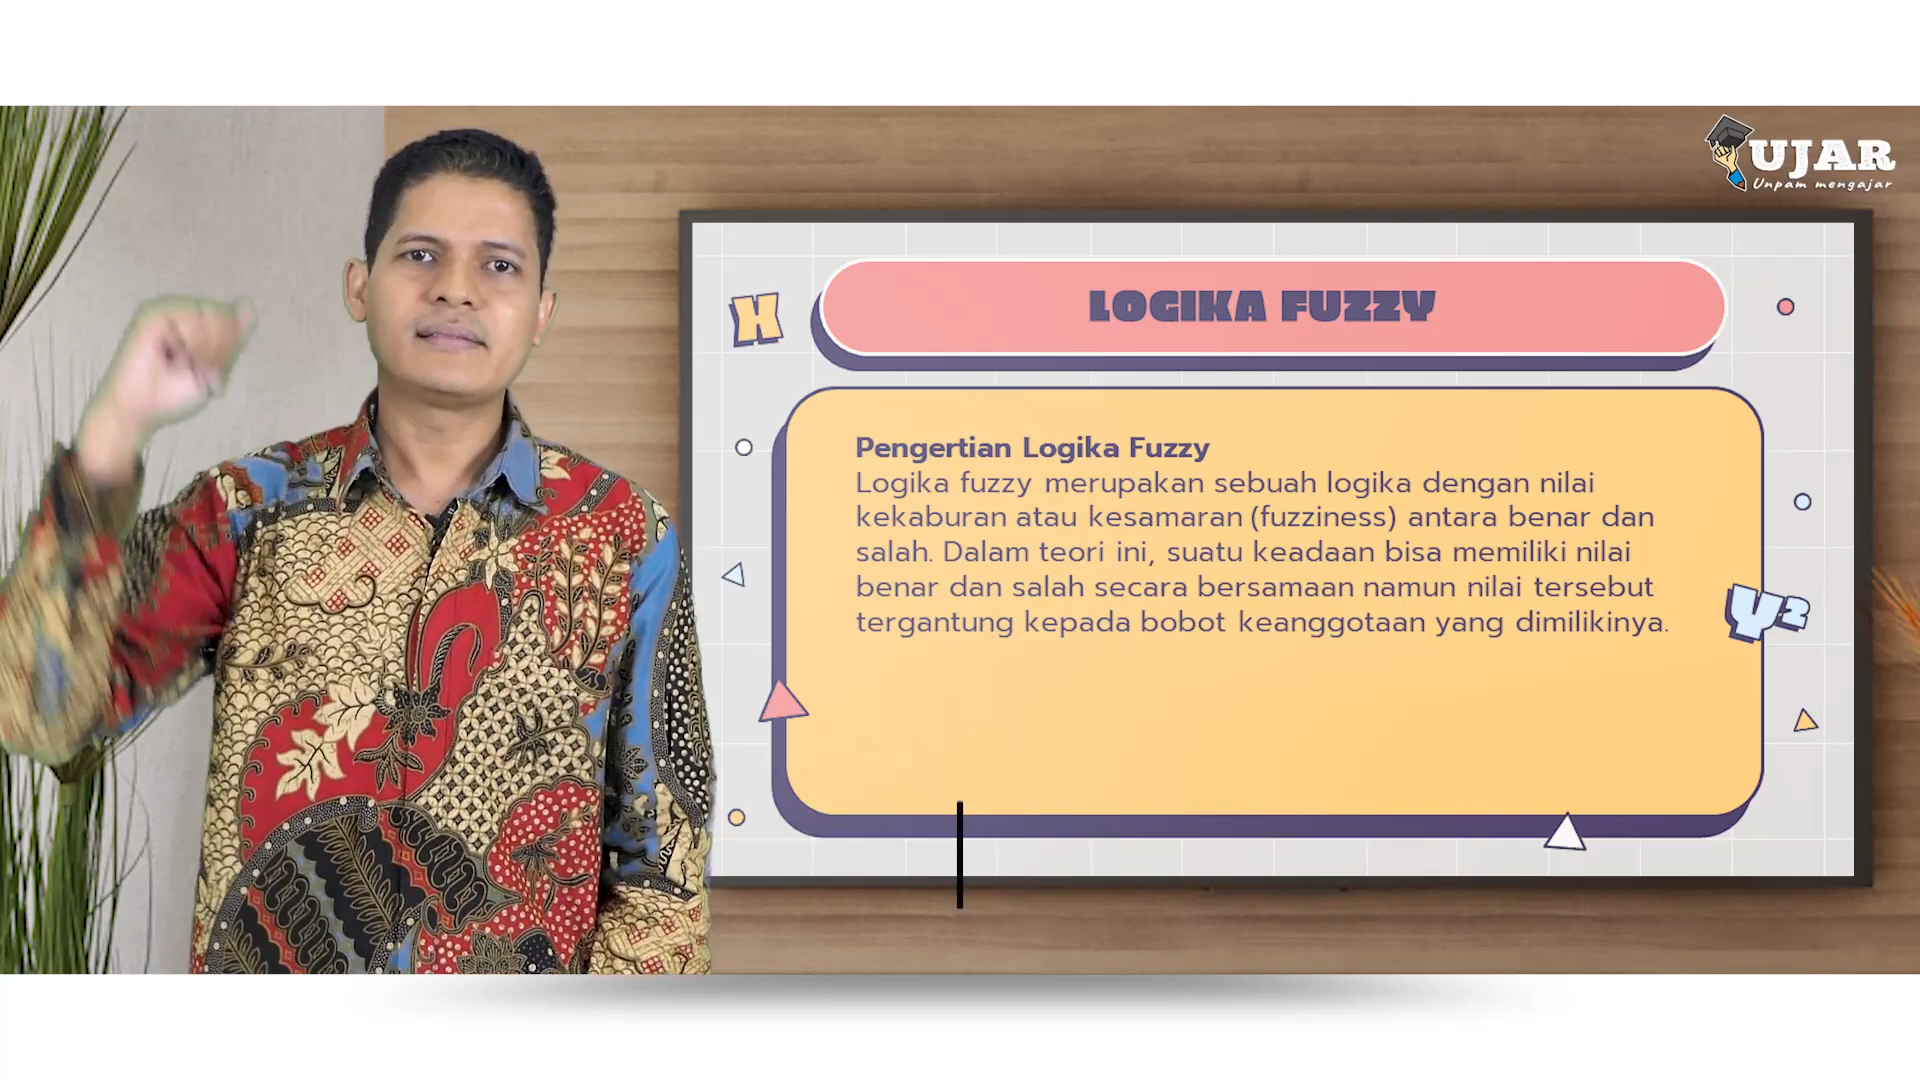 UJAR
Unpam mengajar
LOGIKA FUZZY
X
Pengertian Logika Fuzzy
Logika fuzzy merupakan sebuah logika dengan nilai
kekaburan atau kesamaran (fuzziness) antara benar dan
salah. Dalam teori ini, suatu keadaan bisa memiliki nilai
benar dan salah secara bersamaan namun nilai tersebut
tergantung kepada bobot keanggotaan yang dimilikinya.
Y²